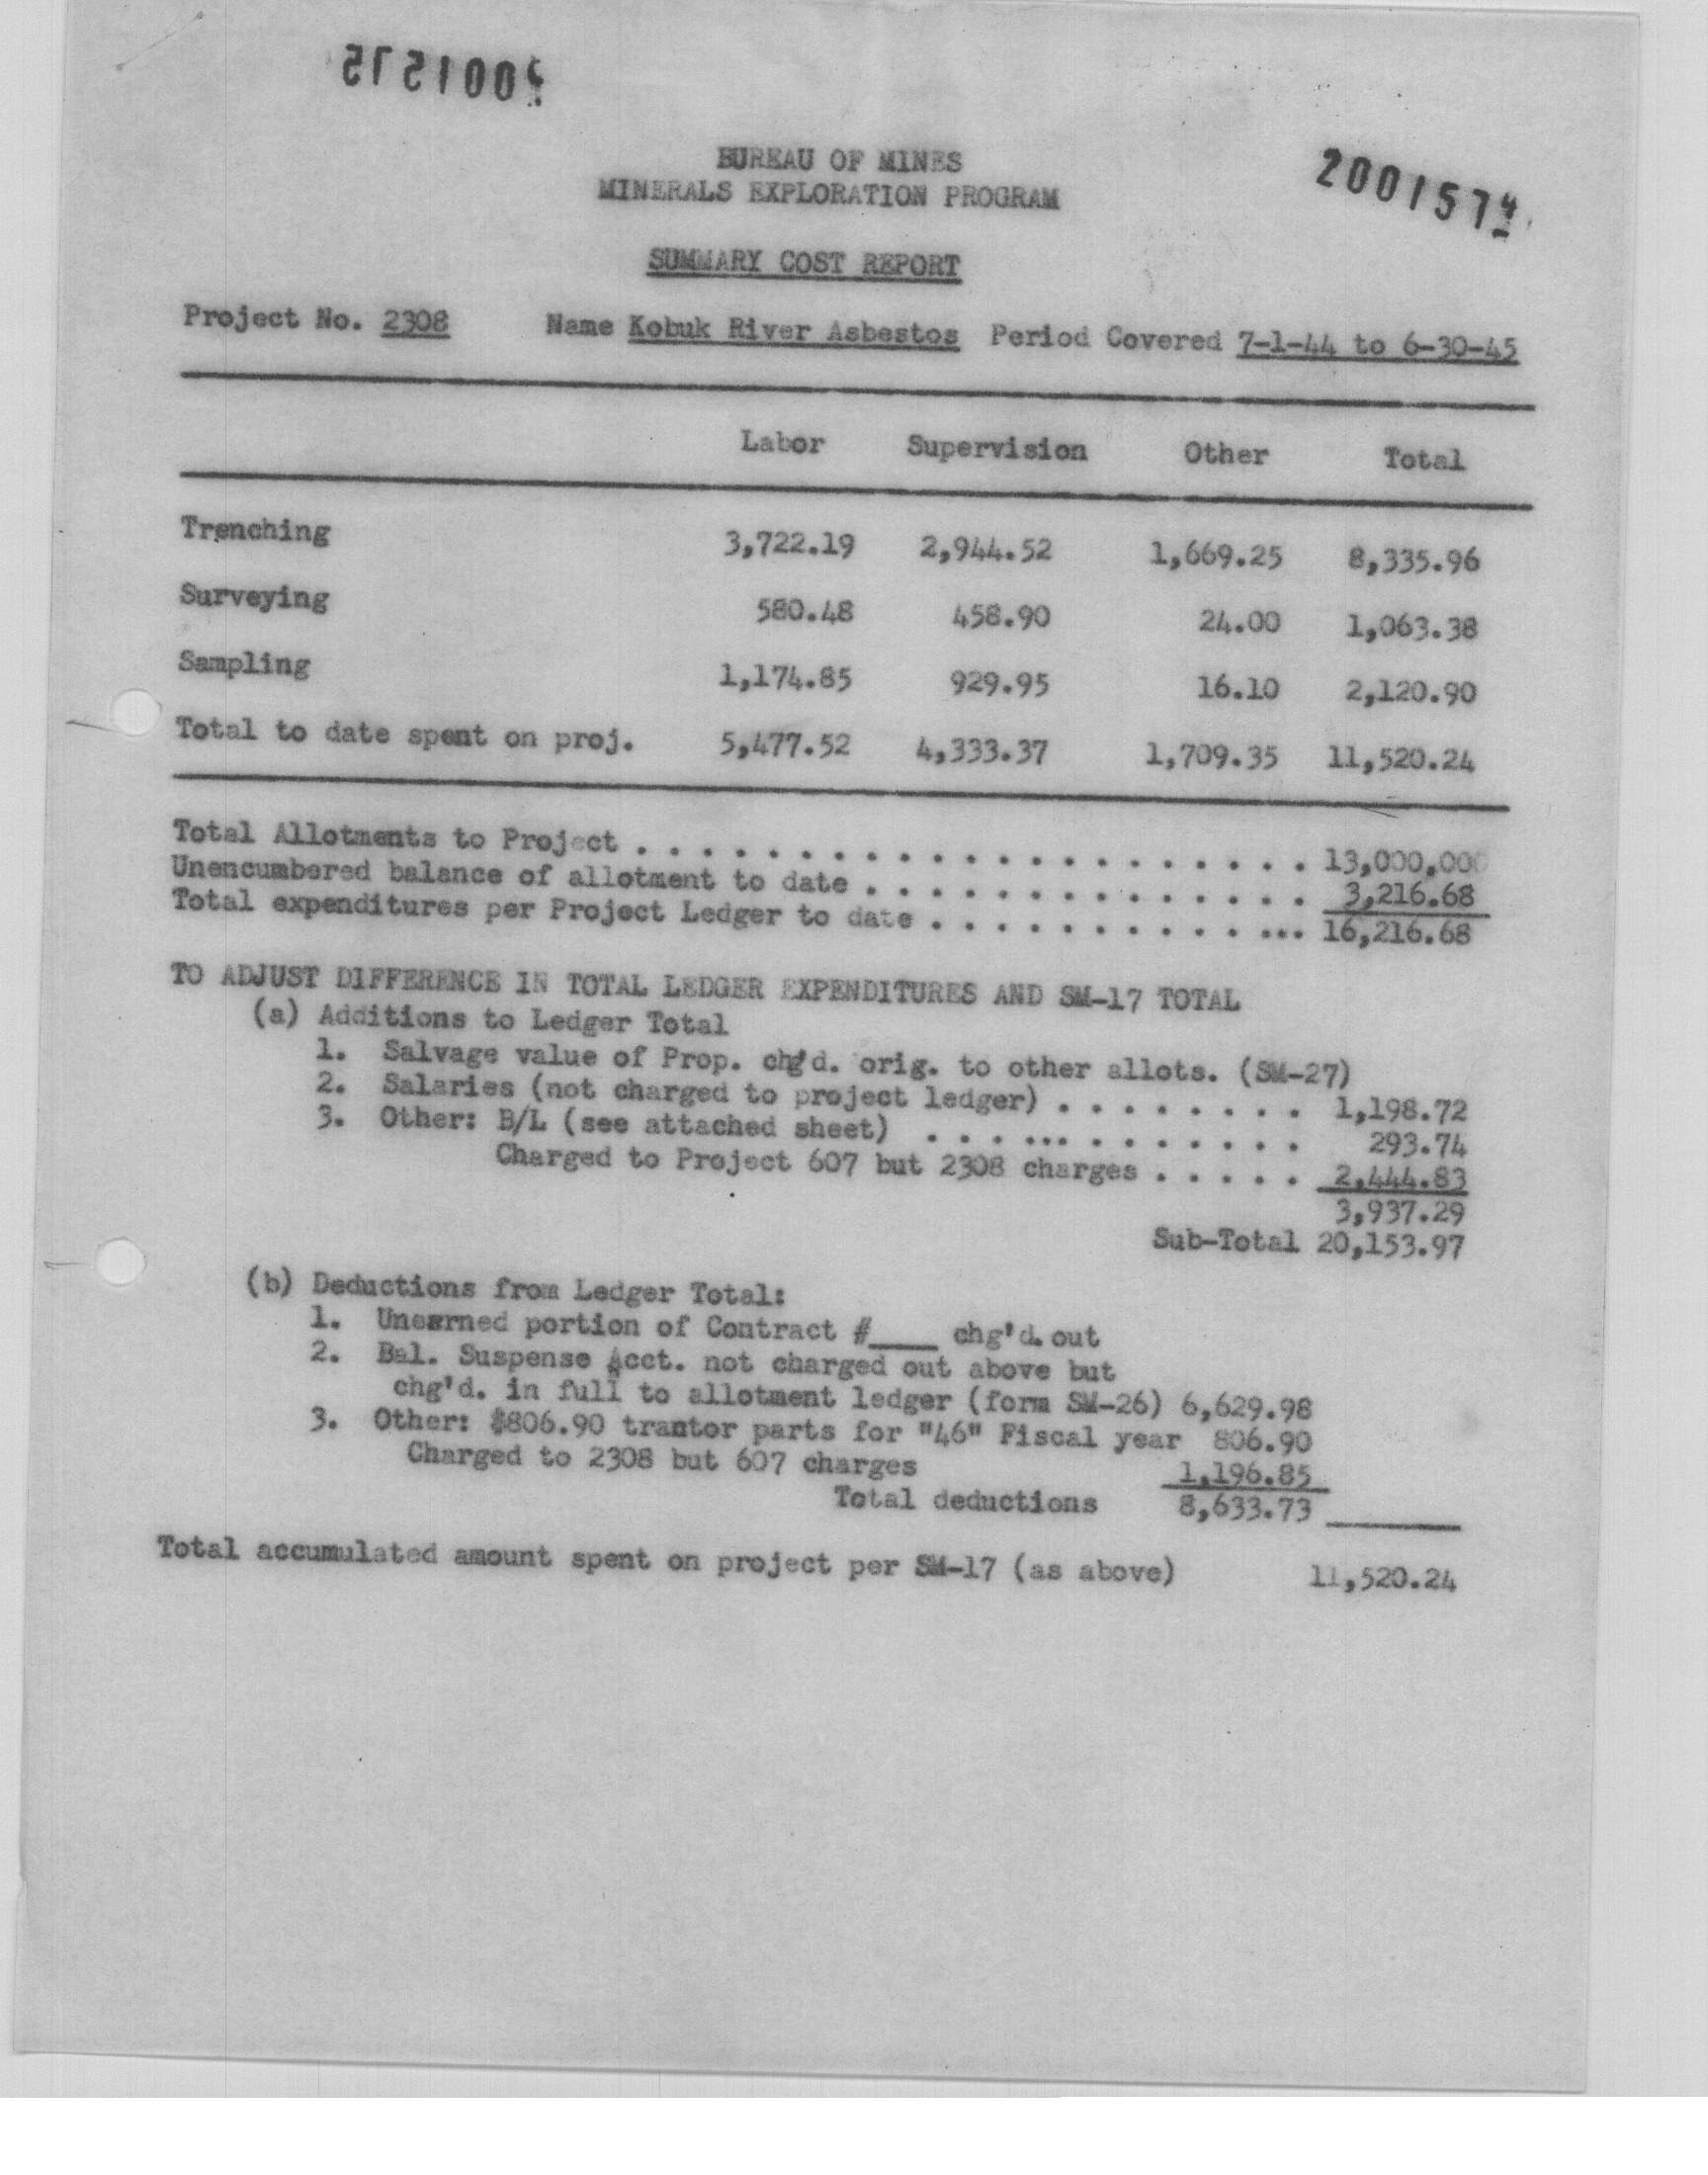 BUREAU OF MINES
MINERALS EXPLORATION PROGRAM
2001574
SUMMARY COST REPORT
Project No. 2308 Name Kobuk River Asbestos Period Covered 7-1-44 to 6-30-45
Labor Supervision Other Total
Trenching 3,722.19 2,944.52 1,669.25 8,335.96
Surveying 580.48 458.90 24.00 1,063.38
Sampling 1,174.85 929.95 16.10 2,120.90
Total to date spent on proj. 5,477.52 4,333.37 1,709.35 11,520.24
Total Allotments to Project . . . . . . . . . . . . . . . . . . . . . 13,000,000
Unencumbered balance of allotment to date . . . . . . . . . . . . . . 3,216.68
Total expenditures per Project Ledger to date . . . . . . . . . . . ... 16,216.68
TO ADJUST DIFFERENCE IN TOTAL LEDGER EXPENDITURES AND SM-17 TOTAL
(a) Additions to Ledger Total
1. Salvage value of Prop. chg'd. orig. to other allots. (SM-27)
2. Salaries (not charged to project ledger) . . . . . . . . 1,198.72
3. Other: B/L (see attached sheet) . . . ... . . . . . . . 293.74
Charged to Project 607 but 2308 charges . . . . . 2,444.83
3,937.29
Sub-Total 20,153.97
(b) Deductions from Ledger Total:
1. Unearned portion of Contract #____ chg'd. out
2. Bal. Suspense Acct. not charged out above but
chg'd. in full to allotment ledger (form SM-26) 6,629.98
3. Other: $806.90 trantor parts for "46" Fiscal year 806.90
Charged to 2308 but 607 charges 1,196.85
Total deductions 8,633.73
Total accumulated amount spent on project per SM-17 (as above) 11,520.24